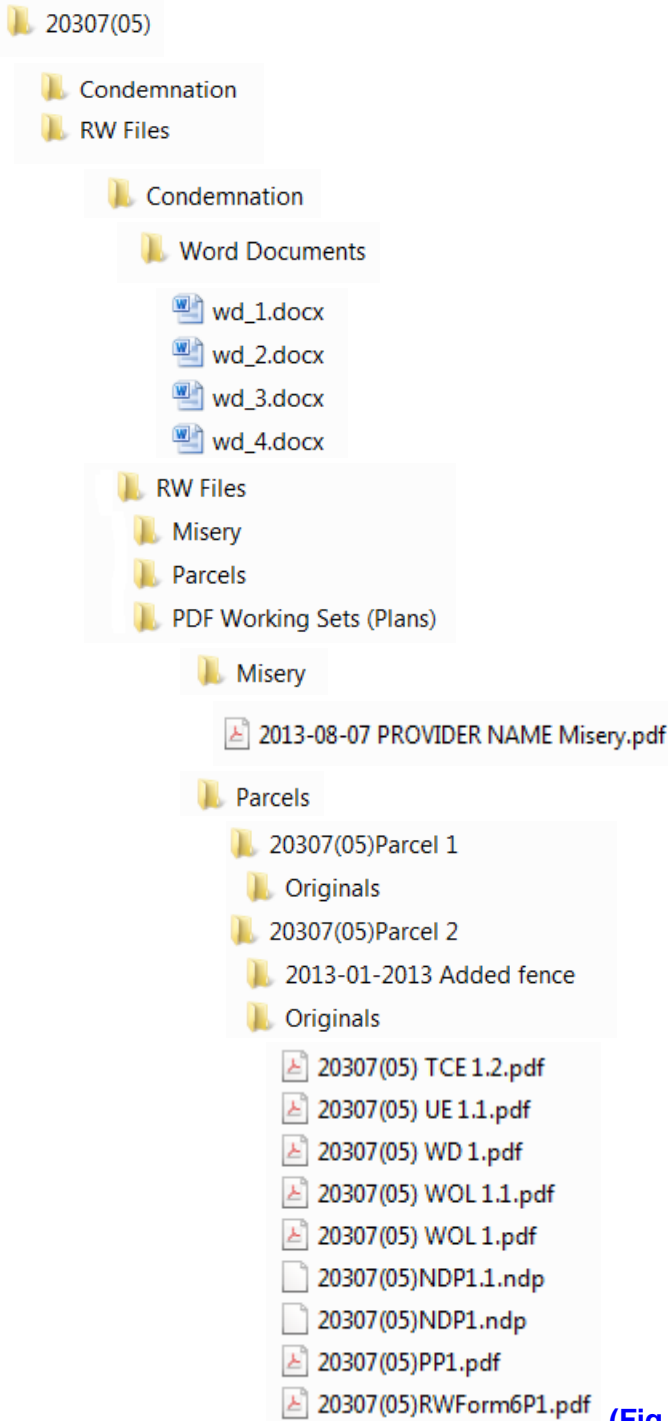 20307(05)
Condemnation
RW Files
Condemnation
Word Documents
wd_1.docx
wd_2.docx
wd_3.docx
wd_4.docx
RW Files
Misery
Parcels
PDF Working Sets (Plans)
Misery
2013-08-07 PROVIDER NAME Misery.pdf
Parcels
20307(05)Parcel 1
Originals
20307(05)Parcel 2
2013-01-2013 Added fence
Originals
20307(05) TCE 1.2.pdf
20307(05) UE 1.1.pdf
20307(05) WD 1.pdf
20307(05) WOL 1.1.pdf
20307(05) WOL 1.pdf
20307(05)NDP1.1.ndp
20307(05)NDP1.ndp
20307(05)PP1.pdf
20307(05)RWForm6P1.pdf (Fig